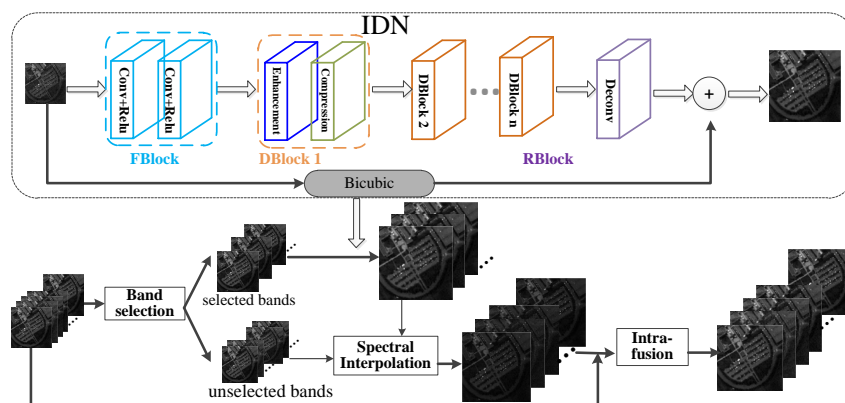 IDN
Conv+Relu
Conv+Relu
Enhancement
Compression
DBlock 2
DBlock n
Deconv
+
FBlock
DBlock 1
RBlock
Bicubic
Band
selection
selected bands
unselected bands
Spectral
Interpolation
Intra-
fusion